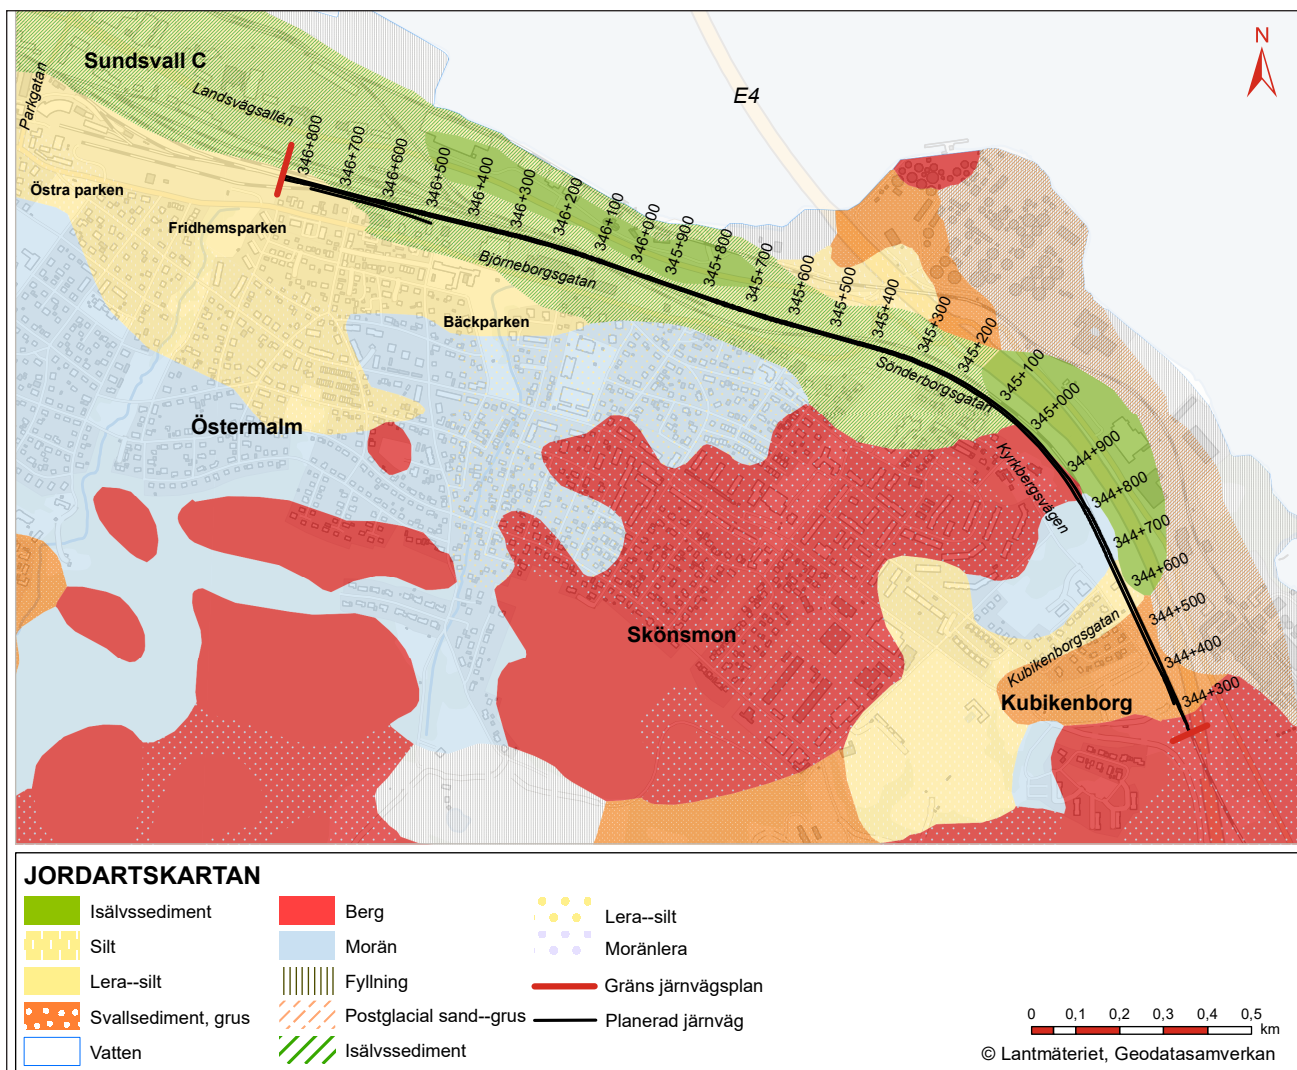 Sundsvall C
Parkgatan
Landsvägsallén
E4
N
346+800
346+700
346+600
346+500
346+400
346+300
346+200
346+100
346+000
345+900
345+800
345+700
345+600
345+500
345+400
345+300
345+200
345+100
345+000
344+900
344+800
344+700
344+600
344+500
344+400
344+300
Östra parken
Fridhemsparken
Björneborgsgatan
Bäckparken
Sönderborgsgatan
Östermalm
Kyrkbergsvägen
Skönsmon
Kubikenborgsgatan
Kubikenborg
JORDARTSKARTAN
Isälvssediment
Silt
Lera--silt
Svallsediment, grus
Vatten
Berg
Morän
Fyllning
Postglacial sand--grus
Isälvssediment
Lera--silt
Moränlera
Gräns järnvägsplan
Planerad järnväg
0 0,1 0,2 0,3 0,4 0,5
km
© Lantmäteriet, Geodatasamverkan